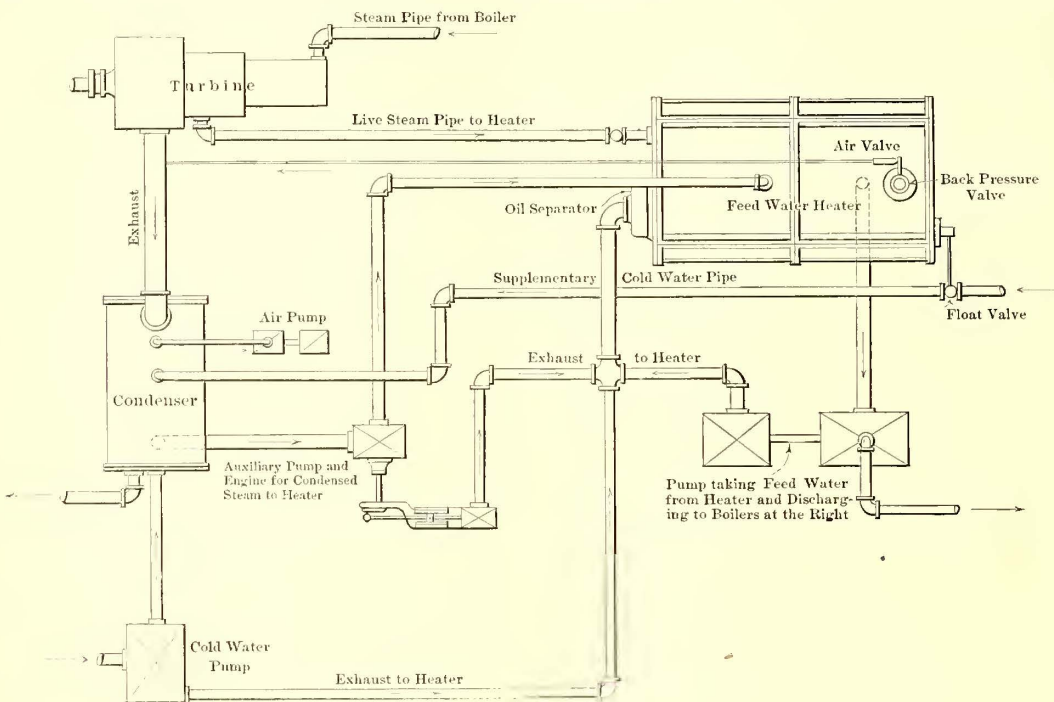 Steam Pipe from Boiler
Turbine
Live Steam Pipe to Heater
Air Valve
Back Pressure
Valve
Exhaust
Oil Separator
Feed Water Heater
Supplementary Cold Water Pipe
Float Valve
Air Pump
Exhaust to Heater
Condenser
Auxiliary Pump and
Engine for Condensed
Steam to Heater
Pump taking Feed Water
from Heater and Discharg-
ing to Boilers at the Right
Cold Water
Pump
Exhaust to Heater